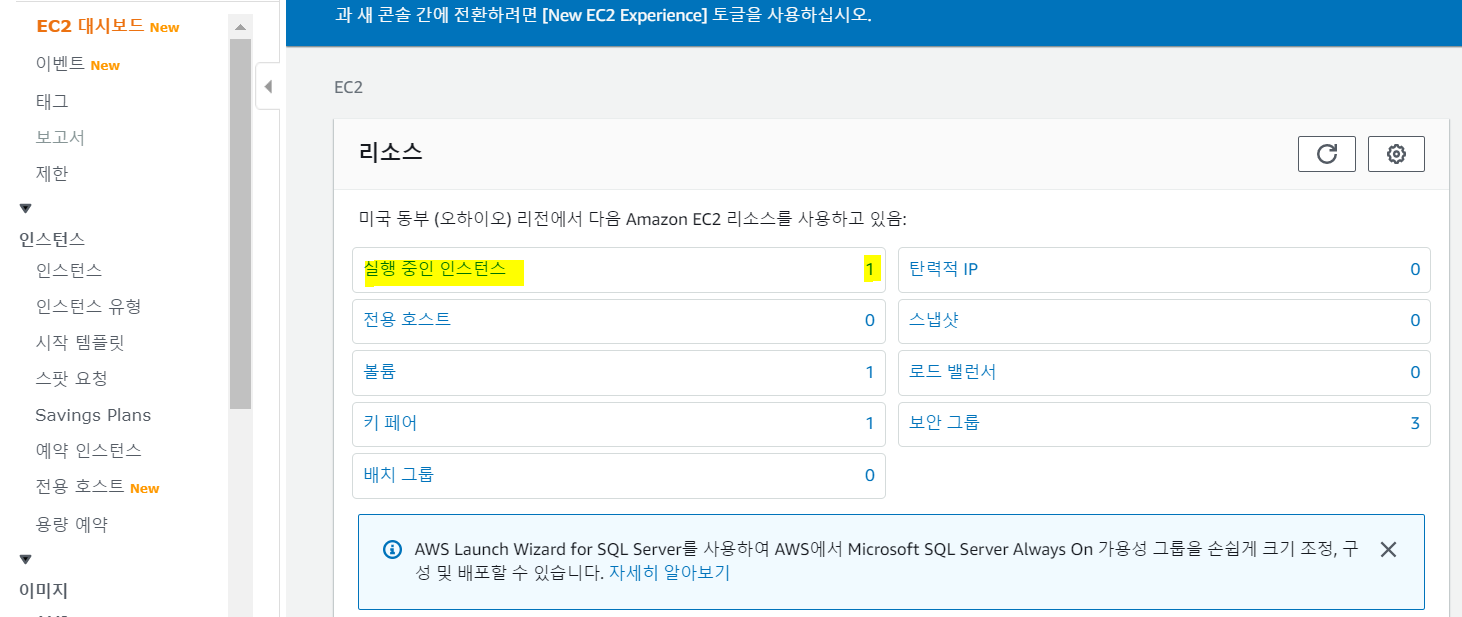 EC2 대시보드 New
이벤트 New
태그
보고서
제한
인스턴스
인스턴스
인스턴스 유형
시작 템플릿
스팟 요청
Savings Plans
예약 인스턴스
전용 호스트 New
용량 예약
이미지
과 새 콘솔 간에 전환하려면 [New EC2 Experience] 토글을 사용하십시오.
EC2
리소스
미국 동부 (오하이오) 리전에서 다음 Amazon EC2 리소스를 사용하고 있음:
실행 중인 인스턴스 1
탄력적 IP 0
전용 호스트 0
스냅샷 0
볼륨 1
로드 밸런서 0
키 페어 1
보안 그룹 3
배치 그룹 0
AWS Launch Wizard for SQL Server를 사용하여 AWS에서 Microsoft SQL Server Always On 가용성 그룹을 손쉽게 크기 조정, 구
성 및 배포할 수 있습니다. 자세히 알아보기